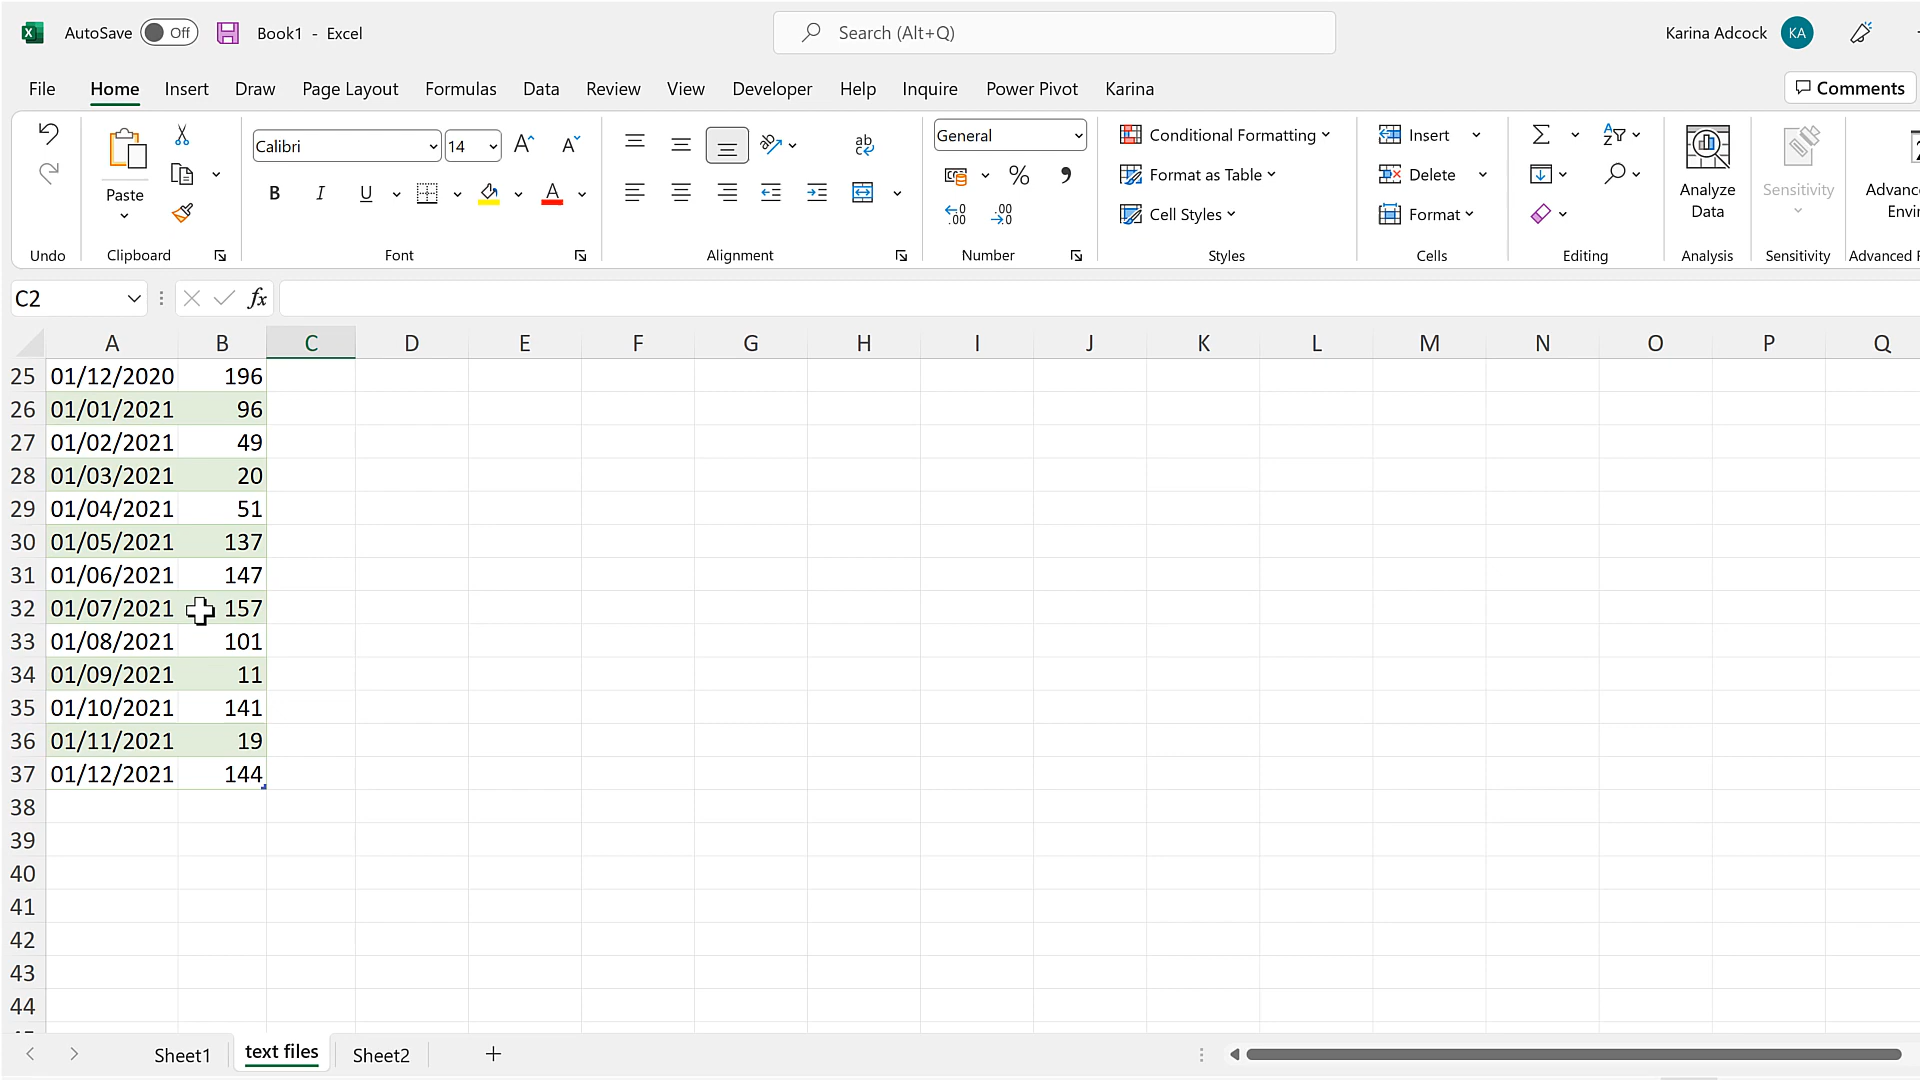 AutoSave Off Book1 - Excel Search (Alt+Q) Karina Adcock KA
File Home Insert Draw Page Layout Formulas Data Review View Developer Help Inquire Power Pivot Karina Comments
Calibri 14 General Conditional Formatting Insert
Paste B I U A ab % Format as Table Delete Analyze Data Sensitivity
Cell Styles Format
Undo Clipboard Font Alignment Number Styles Cells Editing Analysis Sensitivity Advanced
C2 fx
A B C D E F G H I J K L M N O P Q
25 01/12/2020 196
26 01/01/2021 96
27 01/02/2021 49
28 01/03/2021 20
29 01/04/2021 51
30 01/05/2021 137
31 01/06/2021 147
32 01/07/2021 157
33 01/08/2021 101
34 01/09/2021 11
35 01/10/2021 141
36 01/11/2021 19
37 01/12/2021 144
38
39
40
41
42
43
44
Sheet1 text files Sheet2 +